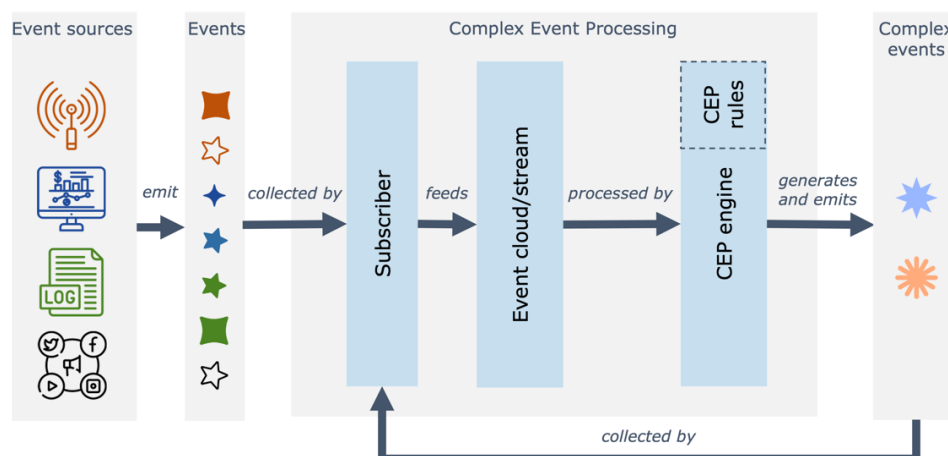 Event sources
Events
Complex Event Processing
Complex
events
emit
collected by
Subscriber
feeds
Event cloud/stream
processed by
CEP
rules
CEP engine
generates
and emits
LOG
$
f
collected by